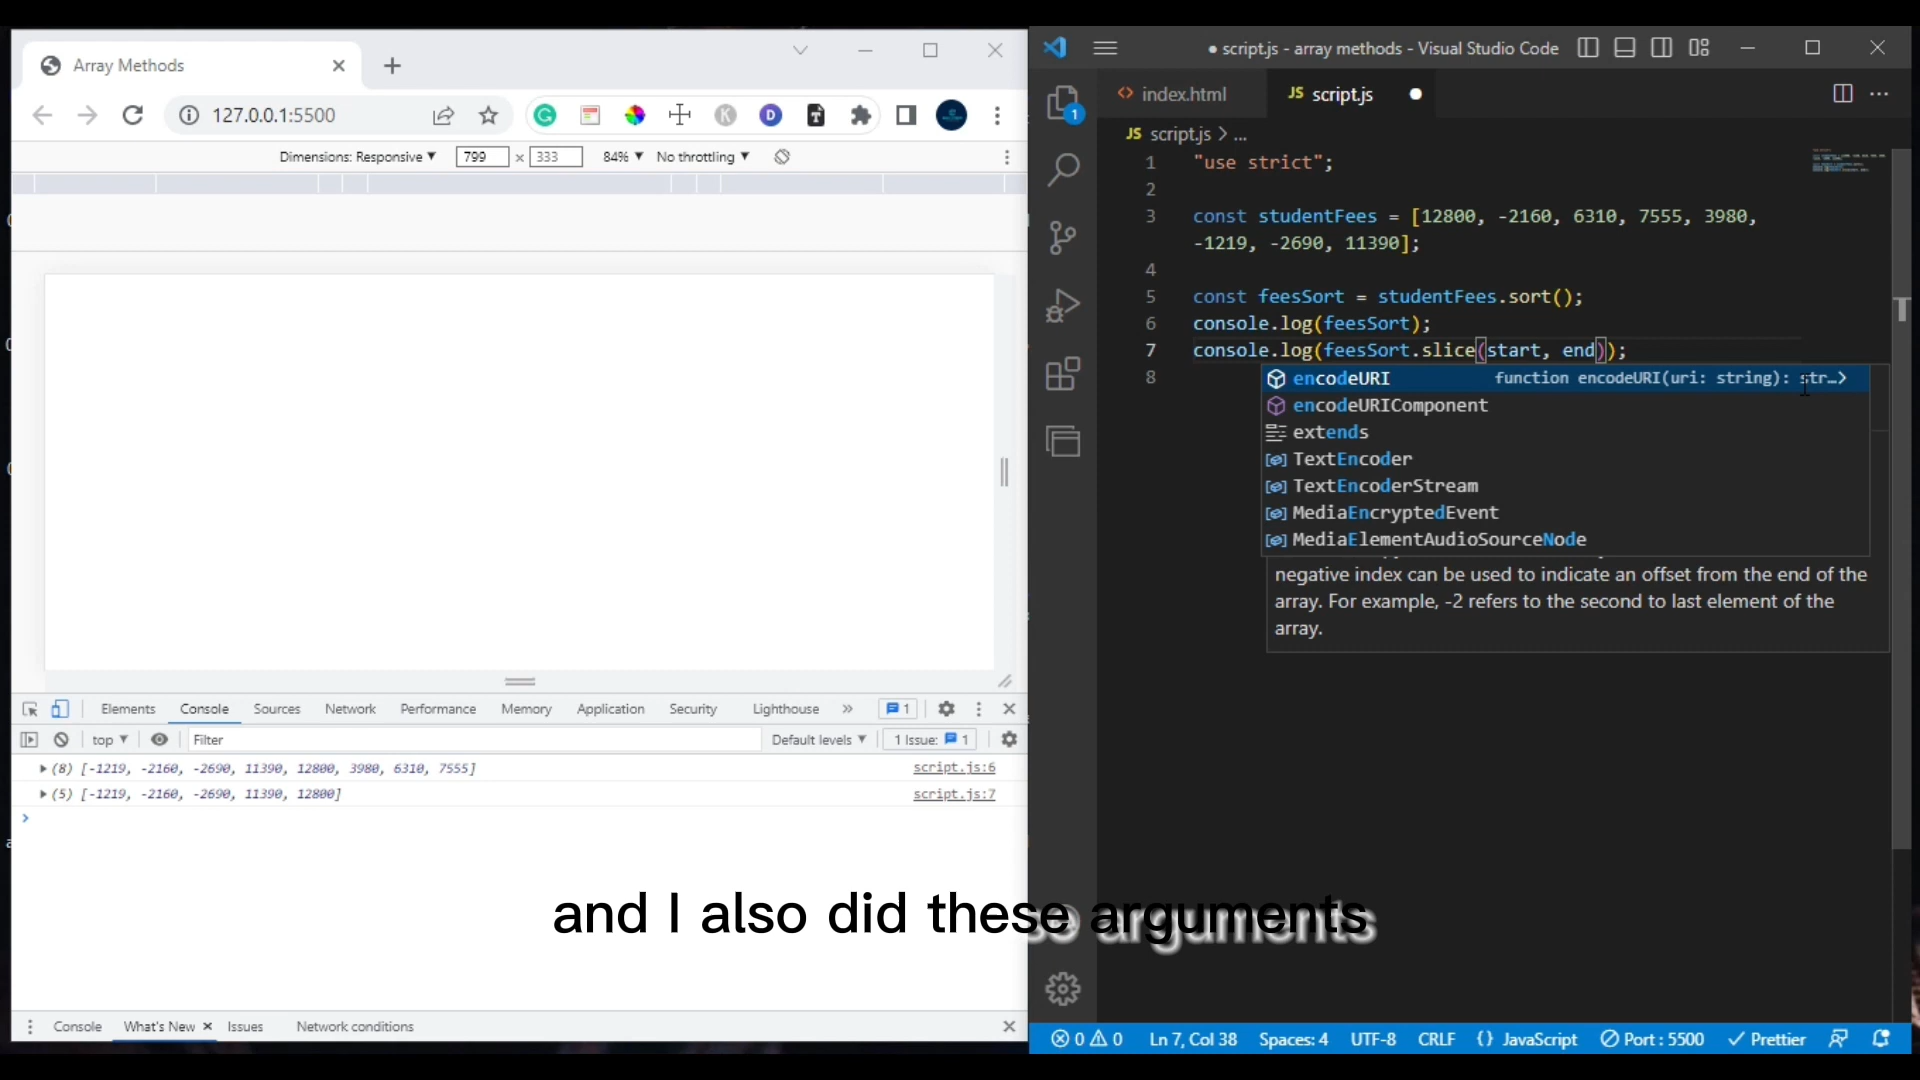 Array Methods
127.0.0.1:5500
Dimensions: Responsive 799 × 333 84% No throttling
Elements Console Sources Network Performance Memory Application Security Lighthouse » 1
top Filter Default levels 1 Issue: 1
(8) [-1219, -2160, -2690, 11390, 12800, 3980, 6310, 7555] script.js:6
(5) [-1219, -2160, -2690, 11390, 12800] script.js:7
Console What's New × Issues Network conditions
● script.js - array methods - Visual Studio Code
<> index.html JS script.js ●
JS script.js > ...
1 "use strict";
2
3 const studentFees = [12800, -2160, 6310, 7555, 3980,
-1219, -2690, 11390];
4
5 const feesSort = studentFees.sort();
6 console.log(feesSort);
7 console.log(feesSort.slice(start, end));
8
encodeURI function encodeURI(uri: string): str…>
encodeURIComponent
extends
TextEncoder
TextEncoderStream
MediaEncryptedEvent
MediaElementAudioSourceNode
negative index can be used to indicate an offset from the end of the
array. For example, -2 refers to the second to last element of the
array.
and I also did these arguments
0 0 Ln 7, Col 38 Spaces: 4 UTF-8 CRLF {} JavaScript Port : 5500 Prettier